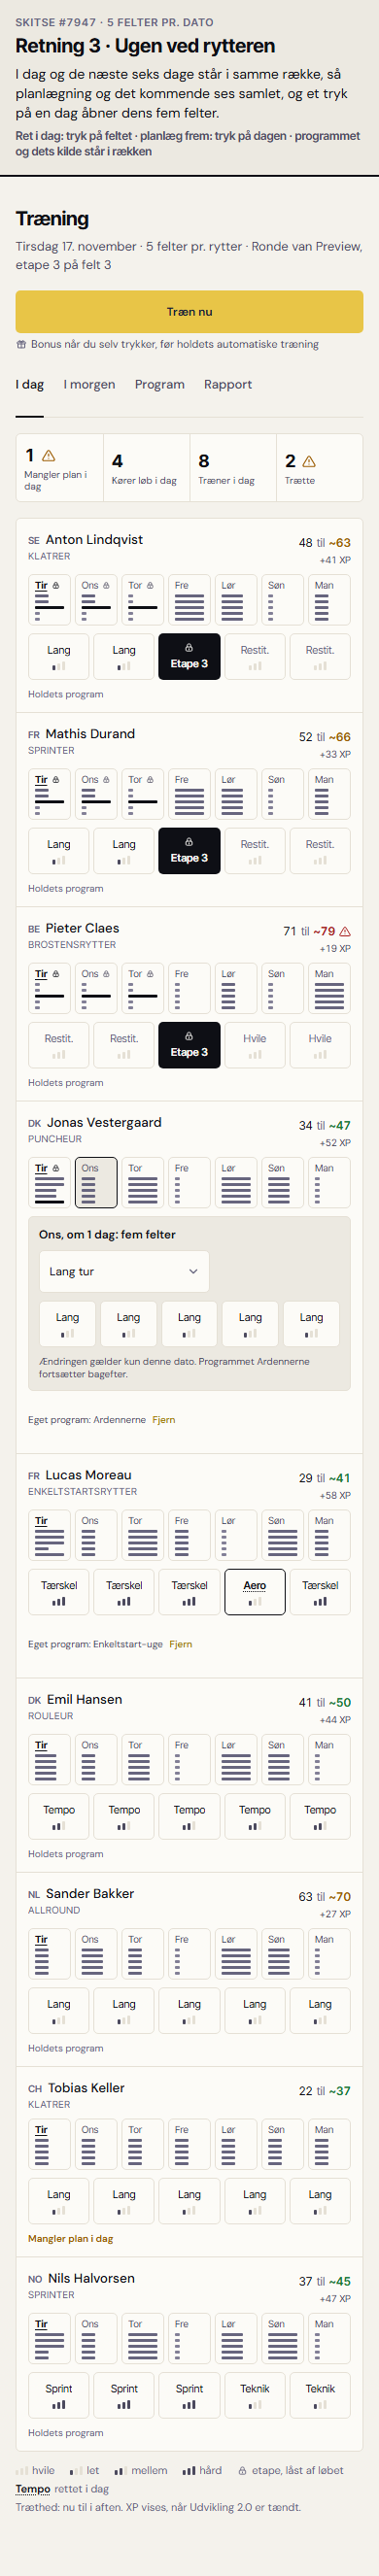 SKITSE #7947 · 5 FELTER PR. DATO
Retning 3 · Ugen ved rytteren
I dag og de næste seks dage står i samme række, så
planlægning og det kommende ses samlet, og et tryk
på en dag åbner dens fem felter.
Ret i dag: tryk på feltet · planlæg frem: tryk på dagen · programmet
og dets kilde står i rækken
Træning
Tirsdag 17. november · 5 felter pr. rytter · Ronde van Preview,
etape 3 på felt 3
Træn nu
Bonus når du selv trykker, før holdets automatiske træning
I dag I morgen Program Rapport
1 4 8 2
Mangler plan i dag Kører løb i dag Træner i dag Trætte
SE Anton Lindqvist 48 til ~63
KLATRER +41 XP
Tir Ons Tor Fre Lør Søn Man
Lang Lang Etape 3 Restit. Restit.
Holdets program
FR Mathis Durand 52 til ~66
SPRINTER +33 XP
Tir Ons Tor Fre Lør Søn Man
Lang Lang Etape 3 Restit. Restit.
Holdets program
BE Pieter Claes 71 til ~79
BROSTENSRYTTER +19 XP
Tir Ons Tor Fre Lør Søn Man
Restit. Restit. Etape 3 Hvile Hvile
Holdets program
DK Jonas Vestergaard 34 til ~47
PUNCHEUR +52 XP
Tir Ons Tor Fre Lør Søn Man
Ons, om 1 dag: fem felter
Lang tur
Lang Lang Lang Lang Lang
Ændringen gælder kun denne dato. Programmet Ardennerne
fortsætter bagefter.
Eget program: Ardennerne Fjern
FR Lucas Moreau 29 til ~41
ENKELTSTARTSRYTTER +58 XP
Tir Ons Tor Fre Lør Søn Man
Tærskel Tærskel Tærskel Aero Tærskel
Eget program: Enkeltstart-uge Fjern
DK Emil Hansen 41 til ~50
ROULEUR +44 XP
Tir Ons Tor Fre Lør Søn Man
Tempo Tempo Tempo Tempo Tempo
Holdets program
NL Sander Bakker 63 til ~70
ALLROUND +27 XP
Tir Ons Tor Fre Lør Søn Man
Lang Lang Lang Lang Lang
Holdets program
CH Tobias Keller 22 til ~37
KLATRER
Tir Ons Tor Fre Lør Søn Man
Lang Lang Lang Lang Lang
Mangler plan i dag
NO Nils Halvorsen 37 til ~45
SPRINTER +47 XP
Tir Ons Tor Fre Lør Søn Man
Sprint Sprint Sprint Teknik Teknik
Holdets program
hvile let mellem hård etape, låst af løbet
Tempo rettet i dag
Træthed: nu til i aften. XP vises, når Udvikling 2.0 er tændt.